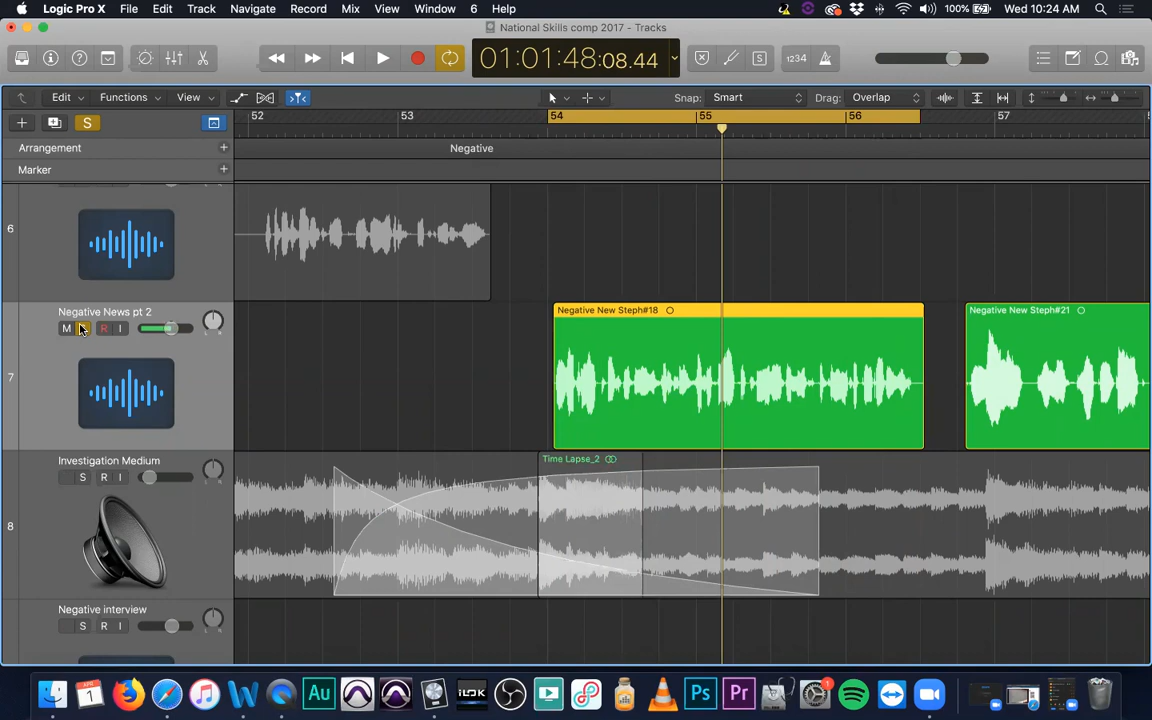 Logic Pro X File Edit Track Navigate Record Mix View Window 6 Help 100% Wed 10:24 AM
National Skills comp 2017 - Tracks
01:01:48:08.44 S 1234
Edit Functions View Snap: Smart Drag: Overlap
S 52 53 54 55 56 57
Arrangement + Negative
Marker +
6
Negative News pt 2 Negative New Steph#18 Negative New Steph#21
M R I
7
Investigation Medium Time Lapse_2
S R I
8
Negative interview
S R I
1 W Au iLOK Ps Pr 1